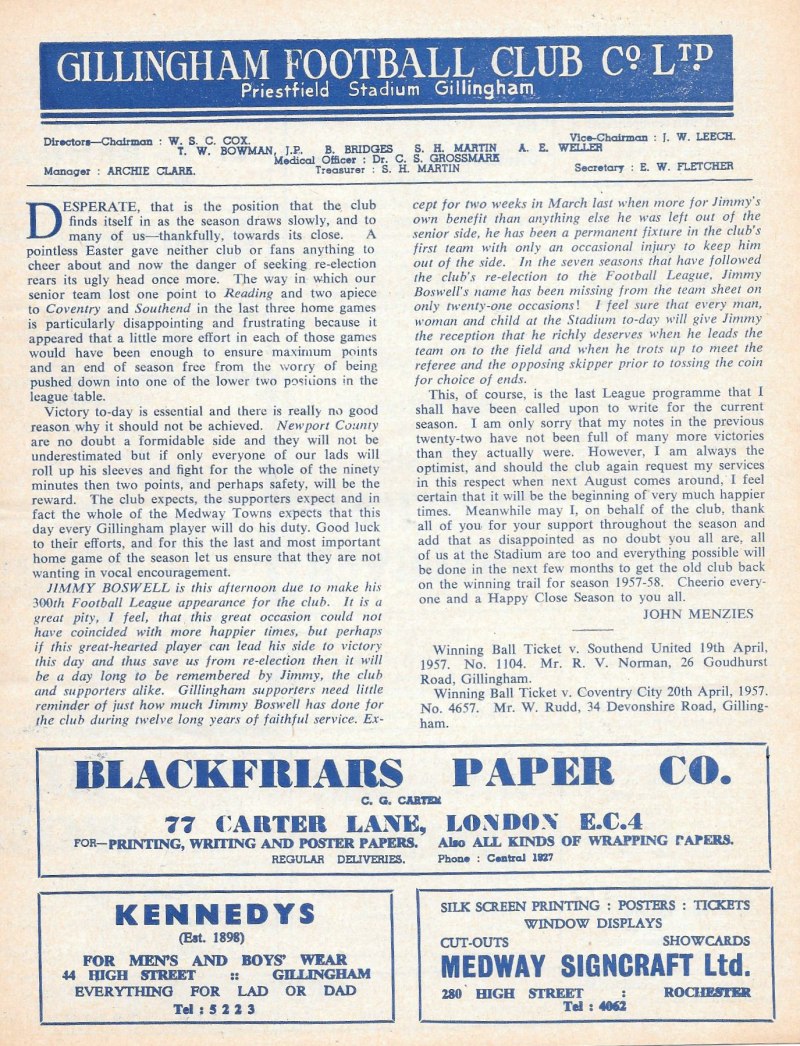 GILLINGHAM FOOTBALL CLUB Co LTD
Priestfield Stadium Gillingham
Directors—Chairman : W. S. C. COX. Vice-Chairman : J. W. LEECH.
T. W. BOWMAN, J.P. B. BRIDGES S. H. MARTIN A. E. WELLER
Medical Officer : Dr. C. S. GROSSMARK
Manager : ARCHIE CLARK. Treasurer : S. H. MARTIN Secretary : E. W. FLETCHER
DESPERATE, that is the position that the club
finds itself in as the season draws slowly, and to
many of us—thankfully, towards its close. A
pointless Easter gave neither club or fans anything to
cheer about and now the danger of seeking re-election
rears its ugly head once more. The way in which our
senior team lost one point to Reading and two apiece
to Coventry and Southend in the last three home games
is particularly disappointing and frustrating because it
appeared that a little more effort in each of those games
would have been enough to ensure maximum points
and an end of season free from the worry of being
pushed down into one of the lower two positions in the
league table.
Victory to-day is essential and there is really no good
reason why it should not be achieved. Newport County
are no doubt a formidable side and they will not be
underestimated but if only everyone of our lads will
roll up his sleeves and fight for the whole of the ninety
minutes then two points, and perhaps safety, will be the
reward. The club expects, the supporters expect and in
fact the whole of the Medway Towns expects that this
day every Gillingham player will do his duty. Good luck
to their efforts, and for this the last and most important
home game of the season let us ensure that they are not
wanting in vocal encouragement.
JIMMY BOSWELL is this afternoon due to make his
300th Football League appearance for the club. It is a
great pity, I feel, that this great occasion could not
have coincided with more happier times, but perhaps
if this great-hearted player can lead his side to victory
this day and thus save us from re-election then it will
be a day long to be remembered by Jimmy, the club
and supporters alike. Gillingham supporters need little
reminder of just how much Jimmy Boswell has done for
the club during twelve long years of faithful service. Ex-
cept for two weeks in March last when more for Jimmy's
own benefit than anything else he was left out of the
senior side, he has been a permanent fixture in the club's
first team with only an occasional injury to keep him
out of the side. In the seven seasons that have followed
the club's re-election to the Football League, Jimmy
Boswell's name has been missing from the team sheet on
only twenty-one occasions! I feel sure that every man,
woman and child at the Stadium to-day will give Jimmy
the reception that he richly deserves when he leads the
team on to the field and when he trots up to meet the
referee and the opposing skipper prior to tossing the coin
for choice of ends.
This, of course, is the last League programme that I
shall have been called upon to write for the current
season. I am only sorry that my notes in the previous
twenty-two have not been full of many more victories
than they actually were. However, I am always the
optimist, and should the club again request my services
in this respect when next August comes around, I feel
certain that it will be the beginning of very much happier
times. Meanwhile may I, on behalf of the club, thank
all of you for your support throughout the season and
add that as disappointed as no doubt you all are, all
of us at the Stadium are too and everything possible will
be done in the next few months to get the old club back
on the winning trail for season 1957-58. Cheerio every-
one and a Happy Close Season to you all.
JOHN MENZIES
Winning Ball Ticket v. Southend United 19th April,
1957. No. 1104. Mr. R. V. Norman, 26 Goudhurst
Road, Gillingham.
Winning Ball Ticket v. Coventry City 20th April, 1957.
No. 4657. Mr. W. Rudd, 34 Devonshire Road, Gilling-
ham.
BLACKFRIARS PAPER CO.
C. G. CARTER
77 CARTER LANE, LONDON E.C.4
FOR—PRINTING, WRITING AND POSTER PAPERS. Also ALL KINDS OF WRAPPING PAPERS.
REGULAR DELIVERIES. Phone : Central 1827
KENNEDYS
(Est. 1898)
FOR MEN'S AND BOYS' WEAR
44 HIGH STREET :: GILLINGHAM
EVERYTHING FOR LAD OR DAD
Tel : 5 2 2 3
SILK SCREEN PRINTING : POSTERS : TICKETS
WINDOW DISPLAYS
CUT-OUTS SHOWCARDS
MEDWAY SIGNCRAFT Ltd.
280 HIGH STREET : ROCHESTER
Tel : 4062